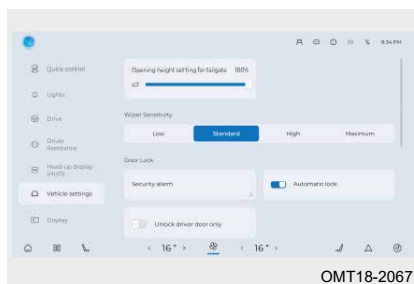 8:34 PM
Quick control
Opening height setting for tailgate 100%
Lights
Drive
Wiper Sensitivity
Low Standard High Maximum
Driver
Assistance
Door Lock
Head-up display
(HUD)
Security alarm
Automatic lock
Vehicle settings
Display
Unlock driver door only
< 16° > < 16° >
OMT18-2067